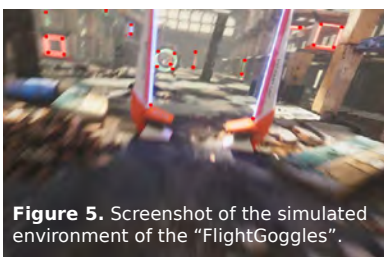 Figure 5. Screenshot of the simulated
environment of the “FlightGoggles”.